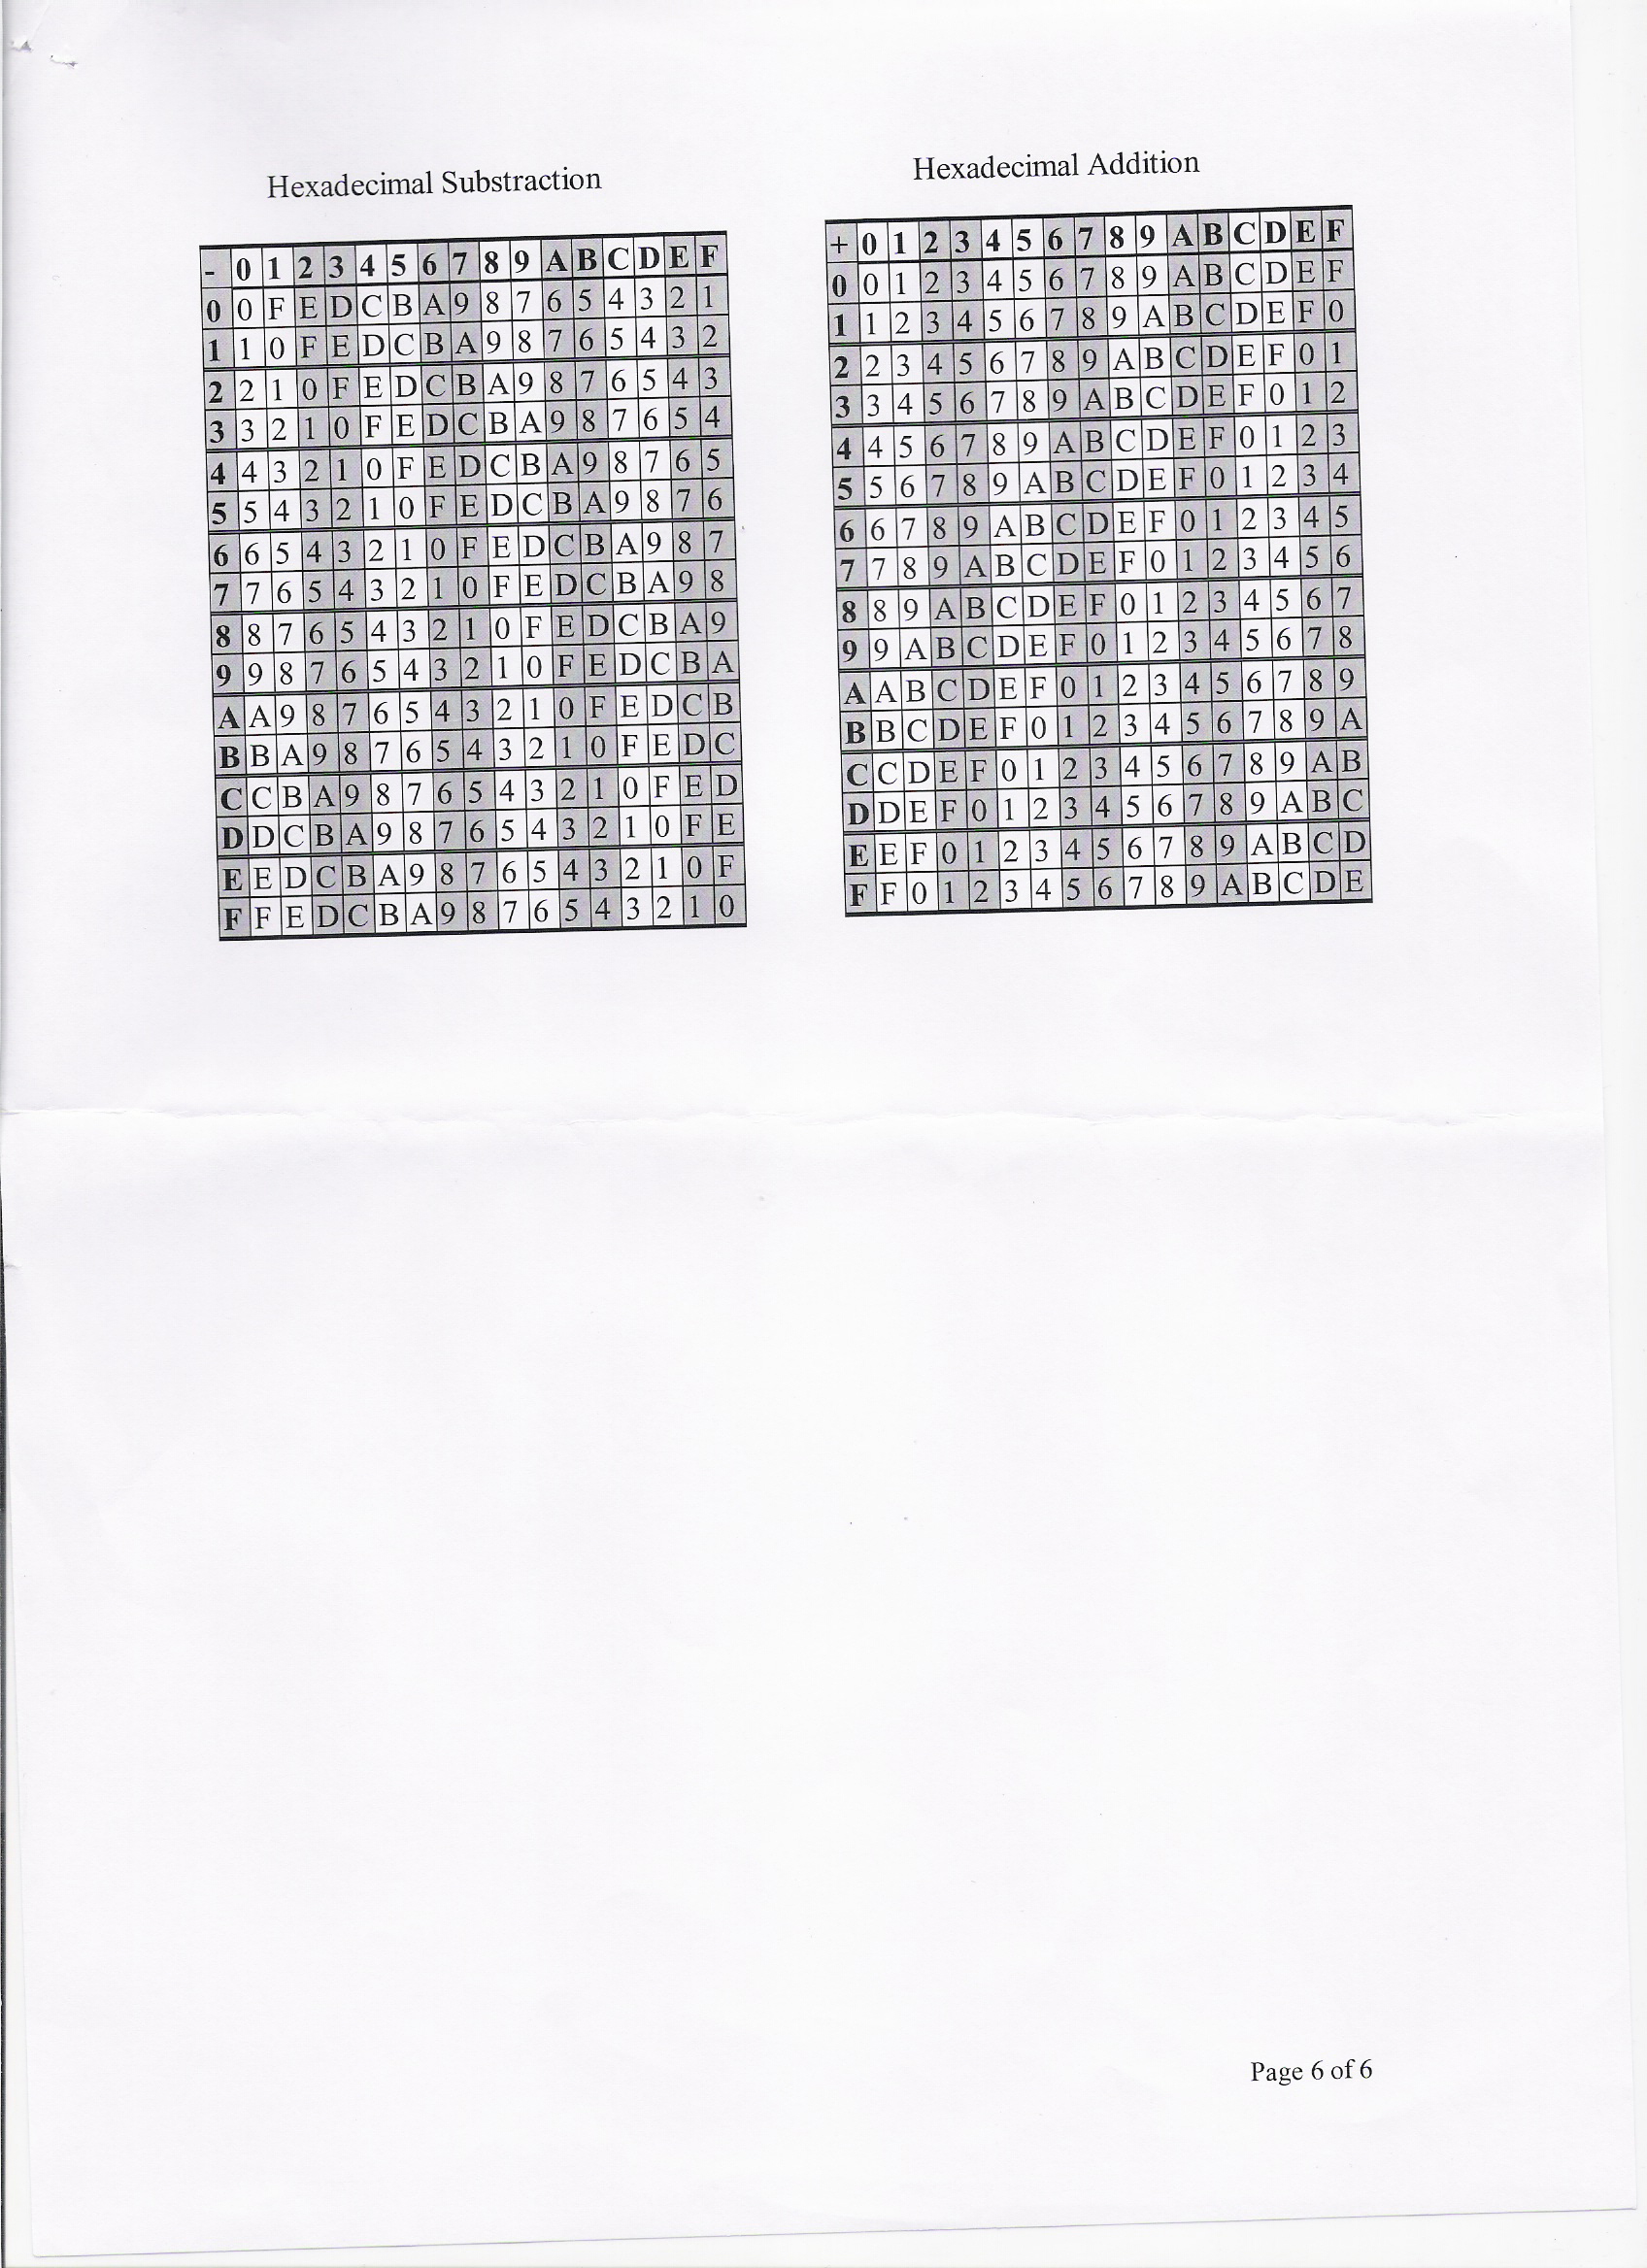 Hexadecimal Substraction
- 0 1 2 3 4 5 6 7 8 9 A B C D E F
0 0 F E D C B A 9 8 7 6 5 4 3 2 1
1 1 0 F E D C B A 9 8 7 6 5 4 3 2
2 2 1 0 F E D C B A 9 8 7 6 5 4 3
3 3 2 1 0 F E D C B A 9 8 7 6 5 4
4 4 3 2 1 0 F E D C B A 9 8 7 6 5
5 5 4 3 2 1 0 F E D C B A 9 8 7 6
6 6 5 4 3 2 1 0 F E D C B A 9 8 7
7 7 6 5 4 3 2 1 0 F E D C B A 9 8
8 8 7 6 5 4 3 2 1 0 F E D C B A 9
9 9 8 7 6 5 4 3 2 1 0 F E D C B A
A A 9 8 7 6 5 4 3 2 1 0 F E D C B
B B A 9 8 7 6 5 4 3 2 1 0 F E D C
C C B A 9 8 7 6 5 4 3 2 1 0 F E D
D D C B A 9 8 7 6 5 4 3 2 1 0 F E
E E D C B A 9 8 7 6 5 4 3 2 1 0 F
F F E D C B A 9 8 7 6 5 4 3 2 1 0
Hexadecimal Addition
+ 0 1 2 3 4 5 6 7 8 9 A B C D E F
0 0 1 2 3 4 5 6 7 8 9 A B C D E F
1 1 2 3 4 5 6 7 8 9 A B C D E F 0
2 2 3 4 5 6 7 8 9 A B C D E F 0 1
3 3 4 5 6 7 8 9 A B C D E F 0 1 2
4 4 5 6 7 8 9 A B C D E F 0 1 2 3
5 5 6 7 8 9 A B C D E F 0 1 2 3 4
6 6 7 8 9 A B C D E F 0 1 2 3 4 5
7 7 8 9 A B C D E F 0 1 2 3 4 5 6
8 8 9 A B C D E F 0 1 2 3 4 5 6 7
9 9 A B C D E F 0 1 2 3 4 5 6 7 8
A A B C D E F 0 1 2 3 4 5 6 7 8 9
B B C D E F 0 1 2 3 4 5 6 7 8 9 A
C C D E F 0 1 2 3 4 5 6 7 8 9 A B
D D E F 0 1 2 3 4 5 6 7 8 9 A B C
E E F 0 1 2 3 4 5 6 7 8 9 A B C D
F F 0 1 2 3 4 5 6 7 8 9 A B C D E
Page 6 of 6